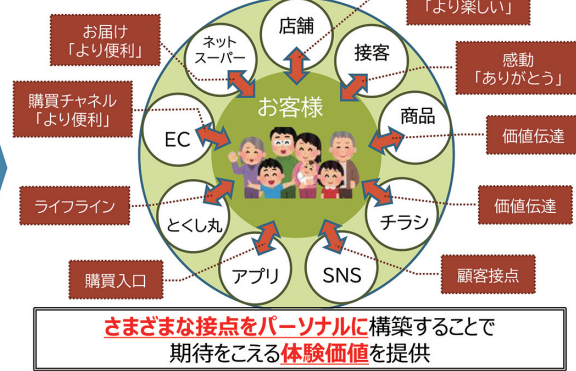 「より楽しい」
お届け
「より便利」
ネット
スーパー
店舗
接客
感動
「ありがとう」
購買チャネル
「より便利」
EC
お客様
商品
価値伝達
ライフライン
とくし丸
チラシ
価値伝達
購買入口
アプリ
SNS
顧客接点
さまざまな接点をパーソナルに構築することで
期待をこえる体験価値を提供